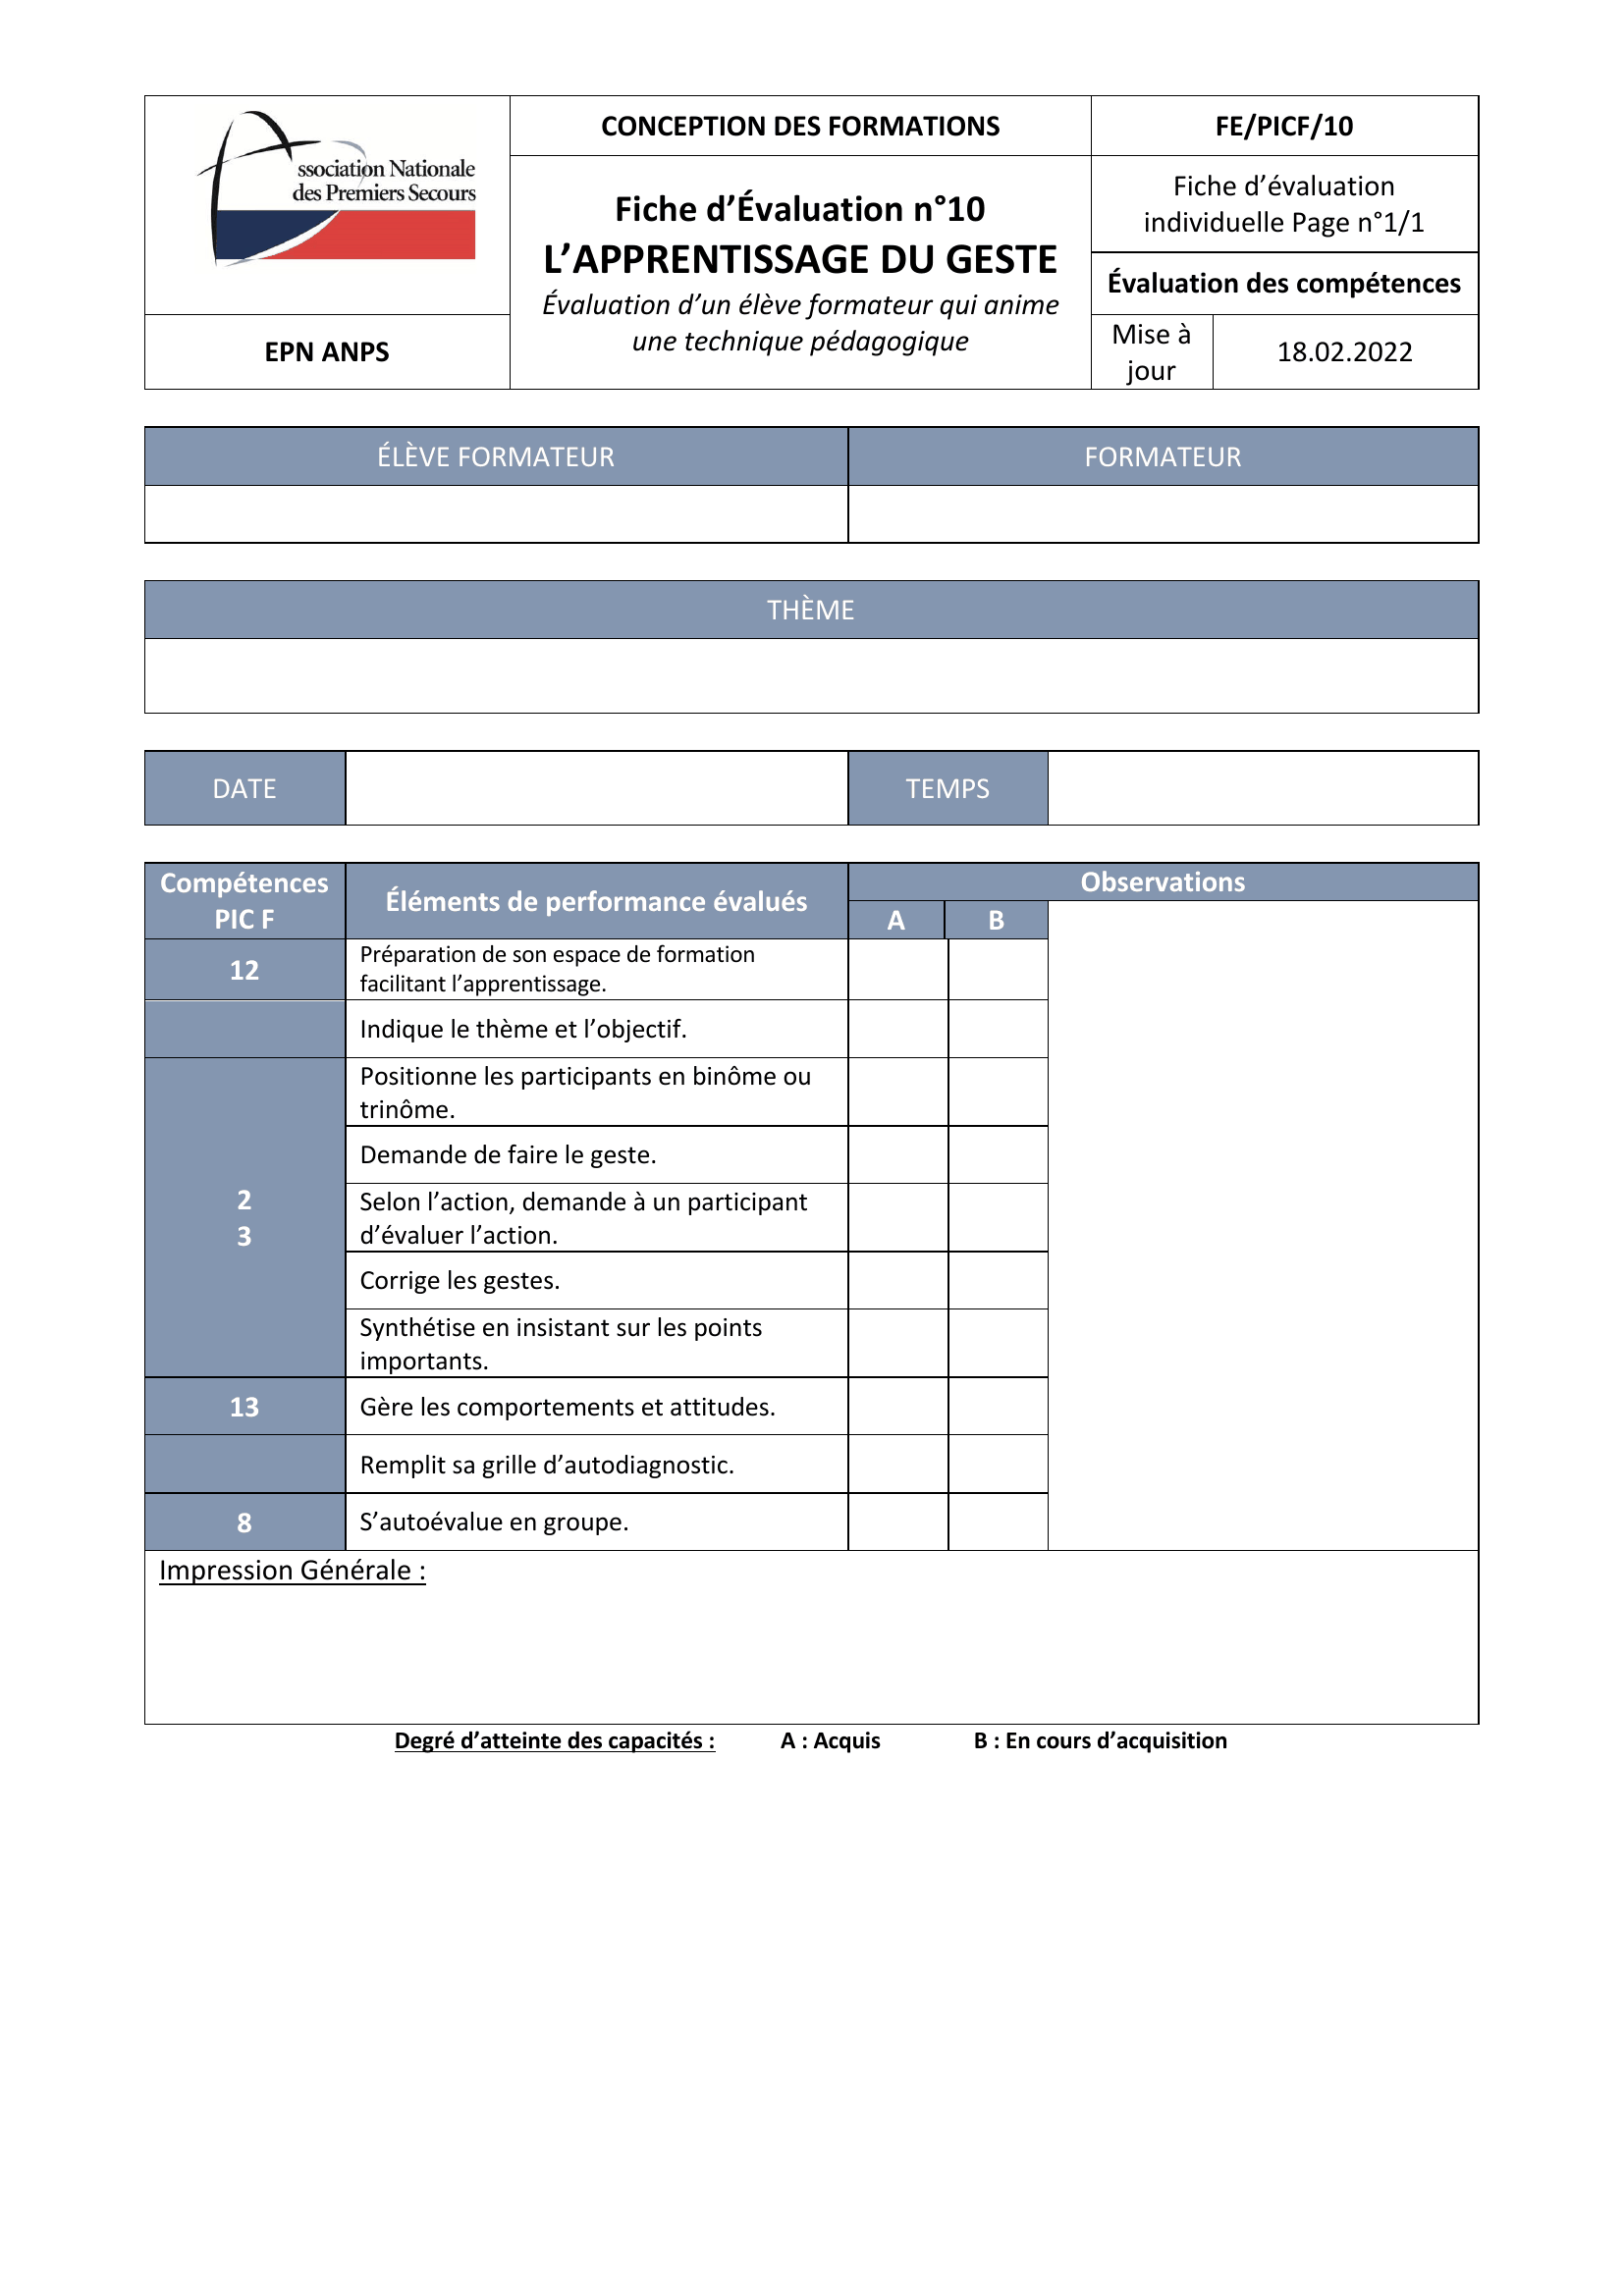 ssociation Nationale
des Premiers Secours
EPN ANPS
CONCEPTION DES FORMATIONS
Fiche d’Évaluation n°10
L’APPRENTISSAGE DU GESTE
Évaluation d’un élève formateur qui anime
une technique pédagogique
FE/PICF/10
Fiche d’évaluation
individuelle Page n°1/1
Évaluation des compétences
Mise à
jour
18.02.2022
ÉLÈVE FORMATEUR
FORMATEUR
THÈME
DATE
TEMPS
Compétences
PIC F
Éléments de performance évalués
Observations
A
B
12
Préparation de son espace de formation
facilitant l’apprentissage.
Indique le thème et l’objectif.
2
3
Positionne les participants en binôme ou
trinôme.
Demande de faire le geste.
Selon l’action, demande à un participant
d’évaluer l’action.
Corrige les gestes.
Synthétise en insistant sur les points
importants.
13
Gère les comportements et attitudes.
Remplit sa grille d’autodiagnostic.
8
S’autoévalue en groupe.
Impression Générale :
Degré d’atteinte des capacités : A : Acquis B : En cours d’acquisition